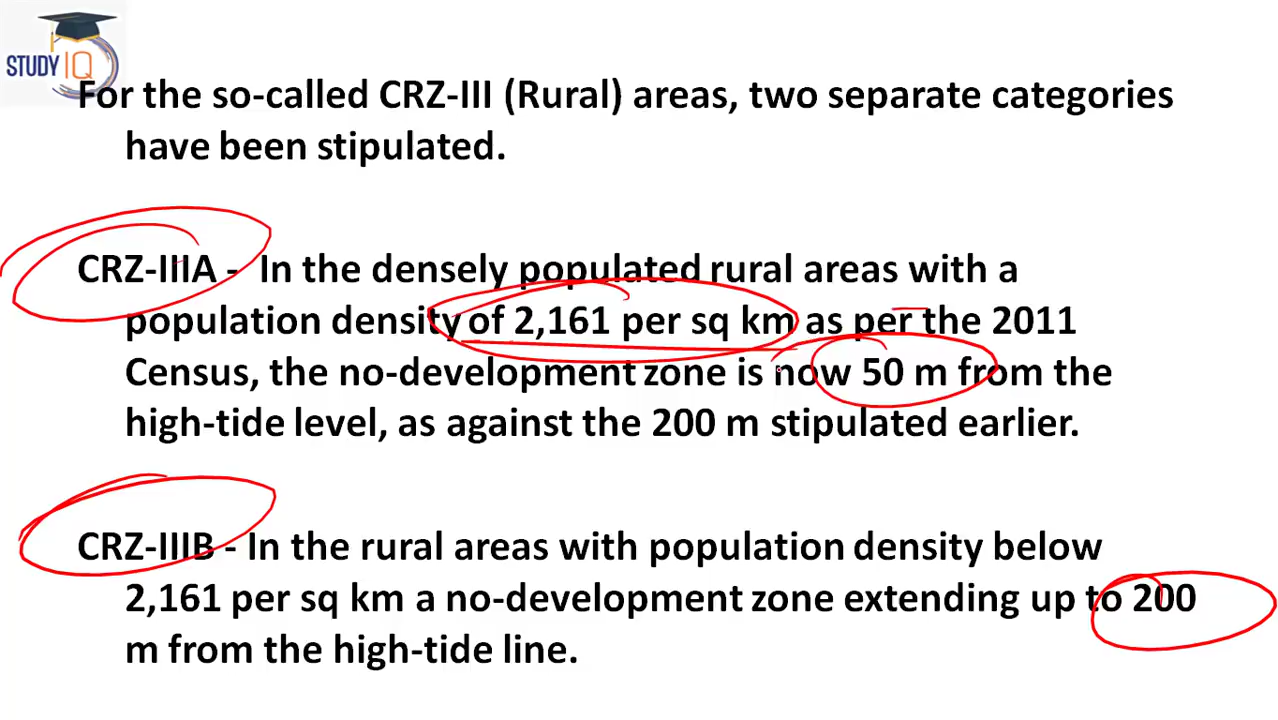 STUDY IQ
For the so-called CRZ-III (Rural) areas, two separate categories
have been stipulated.
CRZ-IIIA - In the densely populated rural areas with a
population density of 2,161 per sq km as per the 2011
Census, the no-development zone is now 50 m from the
high-tide level, as against the 200 m stipulated earlier.
CRZ-IIIB - In the rural areas with population density below
2,161 per sq km a no-development zone extending up to 200
m from the high-tide line.